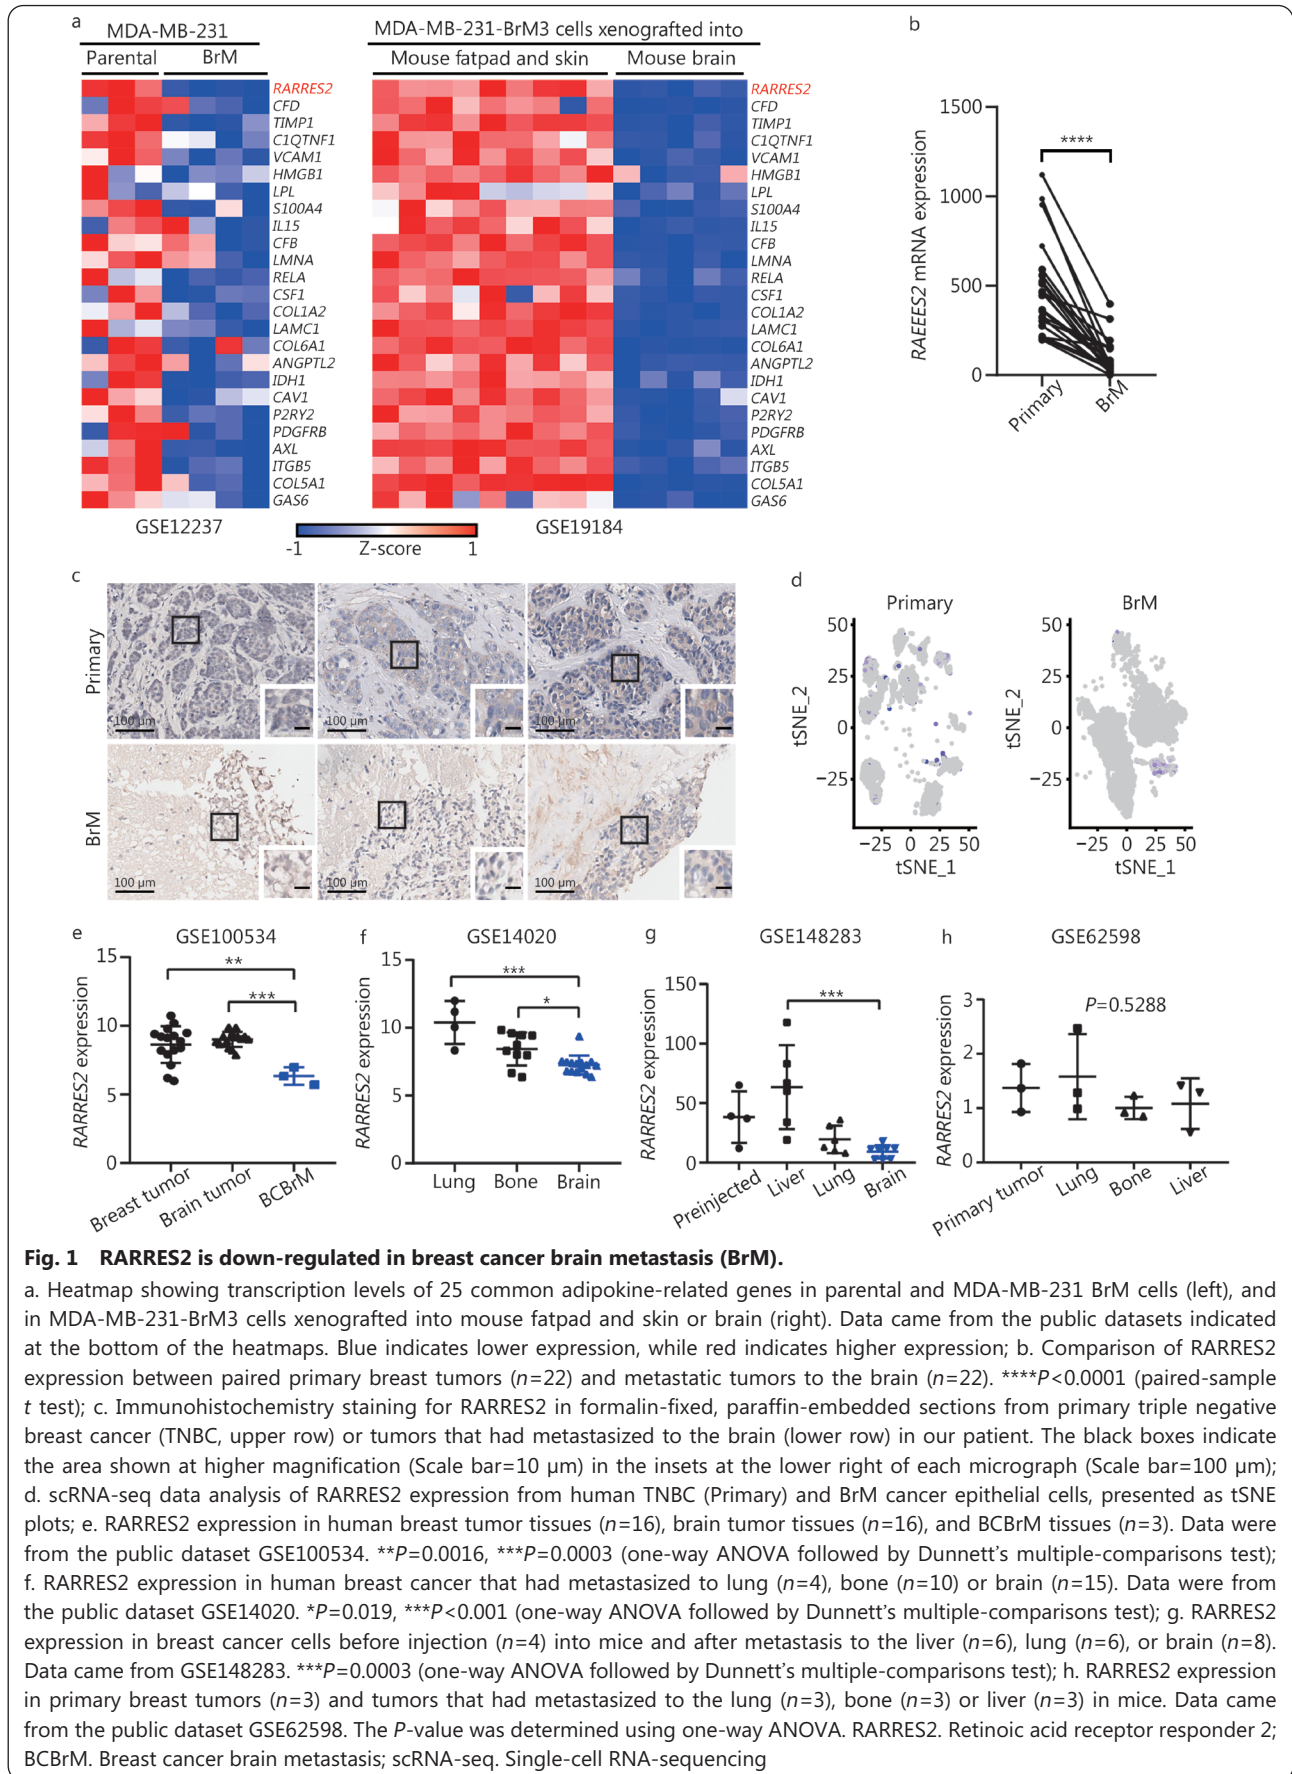 a
MDA-MB-231
Parental BrM
MDA-MB-231-BrM3 cells xenografted into
Mouse fatpad and skin Mouse brain
RARRES2
CFD
TIMP1
C1QTNF1
VCAM1
HMGB1
LPL
S100A4
IL15
CFB
LMNA
RELA
CSF1
COL1A2
LAMC1
COL6A1
ANGPTL2
IDH1
CAV1
P2RY2
PDGFRB
AXL
ITGB5
COL5A1
GAS6
RARRES2
CFD
TIMP1
C1QTNF1
VCAM1
HMGB1
LPL
S100A4
IL15
CFB
LMNA
RELA
CSF1
COL1A2
LAMC1
COL6A1
ANGPTL2
IDH1
CAV1
P2RY2
PDGFRB
AXL
ITGB5
COL5A1
GAS6
GSE12237
-1 Z-score 1
GSE19184
b
RAEEES2 mRNA expression
1500
1000
500
0
****
Primary
BrM
c
Primary
100 μm
100 μm
100 μm
BrM
100 μm
100 μm
100 μm
d
Primary
tSNE_2
50
25
0
−25
−25 0 25 50
tSNE_1
BrM
tSNE_2
50
25
0
−25
−25 0 25 50
tSNE_1
e
GSE100534
RARRES2 expression
15
10
5
0
**
***
Breast tumor
Brain tumor
BCBrM
f
GSE14020
RARRES2 expression
15
10
5
0
***
*
Lung Bone Brain
g
GSE148283
RARRES2 expression
150
100
50
0
***
Preinjected
Liver
Lung
Brain
h
GSE62598
RARRES2 expression
3
2
1
0
P=0.5288
Primary tumor
Lung
Bone
Liver
Fig. 1 RARRES2 is down-regulated in breast cancer brain metastasis (BrM).
a. Heatmap showing transcription levels of 25 common adipokine-related genes in parental and MDA-MB-231 BrM cells (left), and
in MDA-MB-231-BrM3 cells xenografted into mouse fatpad and skin or brain (right). Data came from the public datasets indicated
at the bottom of the heatmaps. Blue indicates lower expression, while red indicates higher expression; b. Comparison of RARRES2
expression between paired primary breast tumors (n=22) and metastatic tumors to the brain (n=22). ****P<0.0001 (paired-sample
t test); c. Immunohistochemistry staining for RARRES2 in formalin-fixed, paraffin-embedded sections from primary triple negative
breast cancer (TNBC, upper row) or tumors that had metastasized to the brain (lower row) in our patient. The black boxes indicate
the area shown at higher magnification (Scale bar=10 μm) in the insets at the lower right of each micrograph (Scale bar=100 μm);
d. scRNA-seq data analysis of RARRES2 expression from human TNBC (Primary) and BrM cancer epithelial cells, presented as tSNE
plots; e. RARRES2 expression in human breast tumor tissues (n=16), brain tumor tissues (n=16), and BCBrM tissues (n=3). Data were
from the public dataset GSE100534. **P=0.0016, ***P=0.0003 (one-way ANOVA followed by Dunnett's multiple-comparisons test);
f. RARRES2 expression in human breast cancer that had metastasized to lung (n=4), bone (n=10) or brain (n=15). Data were from
the public dataset GSE14020. *P=0.019, ***P<0.001 (one-way ANOVA followed by Dunnett's multiple-comparisons test); g. RARRES2
expression in breast cancer cells before injection (n=4) into mice and after metastasis to the liver (n=6), lung (n=6), or brain (n=8).
Data came from GSE148283. ***P=0.0003 (one-way ANOVA followed by Dunnett's multiple-comparisons test); h. RARRES2 expression
in primary breast tumors (n=3) and tumors that had metastasized to the lung (n=3), bone (n=3) or liver (n=3) in mice. Data came
from the public dataset GSE62598. The P-value was determined using one-way ANOVA. RARRES2. Retinoic acid receptor responder 2;
BCBrM. Breast cancer brain metastasis; scRNA-seq. Single-cell RNA-sequencing